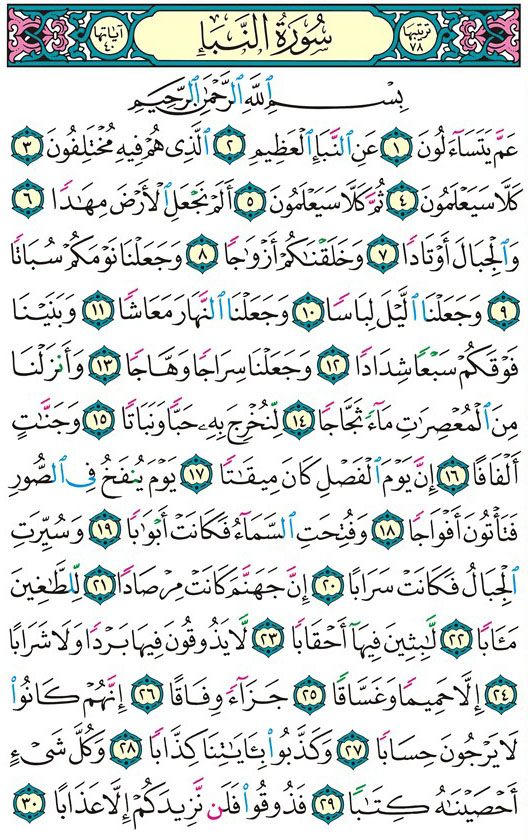 ترتيبها ٧٨ سُورَةُ النَّبَإِ آياتها ٤٠
بِسْمِ ٱللَّهِ ٱلرَّحْمَٰنِ ٱلرَّحِيمِ
عَمَّ يَتَسَآءَلُونَ ١ عَنِ ٱلنَّبَإِ ٱلْعَظِيمِ ٢ ٱلَّذِى هُمْ فِيهِ مُخْتَلِفُونَ ٣
كَلَّا سَيَعْلَمُونَ ٤ ثُمَّ كَلَّا سَيَعْلَمُونَ ٥ أَلَمْ نَجْعَلِ ٱلْأَرْضَ مِهَٰدًا ٦
وَٱلْجِبَالَ أَوْتَادًا ٧ وَخَلَقْنَٰكُمْ أَزْوَٰجًا ٨ وَجَعَلْنَا نَوْمَكُمْ سُبَاتًا
٩ وَجَعَلْنَا ٱلَّيْلَ لِبَاسًا ١٠ وَجَعَلْنَا ٱلنَّهَارَ مَعَاشًا ١١ وَبَنَيْنَا
فَوْقَكُمْ سَبْعًا شِدَادًا ١٢ وَجَعَلْنَا سِرَاجًا وَهَّاجًا ١٣ وَأَنزَلْنَا
مِنَ ٱلْمُعْصِرَٰتِ مَآءً ثَجَّاجًا ١٤ لِّنُخْرِجَ بِهِۦ حَبًّا وَنَبَاتًا ١٥ وَجَنَّٰتٍ
أَلْفَافًا ١٦ إِنَّ يَوْمَ ٱلْفَصْلِ كَانَ مِيقَٰتًا ١٧ يَوْمَ يُنفَخُ فِى ٱلصُّورِ
فَتَأْتُونَ أَفْوَاجًا ١٨ وَفُتِحَتِ ٱلسَّمَآءُ فَكَانَتْ أَبْوَٰبًا ١٩ وَسُيِّرَتِ
ٱلْجِبَالُ فَكَانَتْ سَرَابًا ٢٠ إِنَّ جَهَنَّمَ كَانَتْ مِرْصَادًا ٢١ لِّلطَّٰغِينَ
مَـَٔابًا ٢٢ لَّٰبِثِينَ فِيهَآ أَحْقَابًا ٢٣ لَّا يَذُوقُونَ فِيهَا بَرْدًا وَلَا شَرَابًا
٢٤ إِلَّا حَمِيمًا وَغَسَّاقًا ٢٥ جَزَآءً وِفَاقًا ٢٦ إِنَّهُمْ كَانُوا۟
لَا يَرْجُونَ حِسَابًا ٢٧ وَكَذَّبُوا۟ بِـَٔايَٰتِنَا كِذَّابًا ٢٨ وَكُلَّ شَىْءٍ
أَحْصَيْنَٰهُ كِتَٰبًا ٢٩ فَذُوقُوا۟ فَلَن نَّزِيدَكُمْ إِلَّا عَذَابًا ٣٠